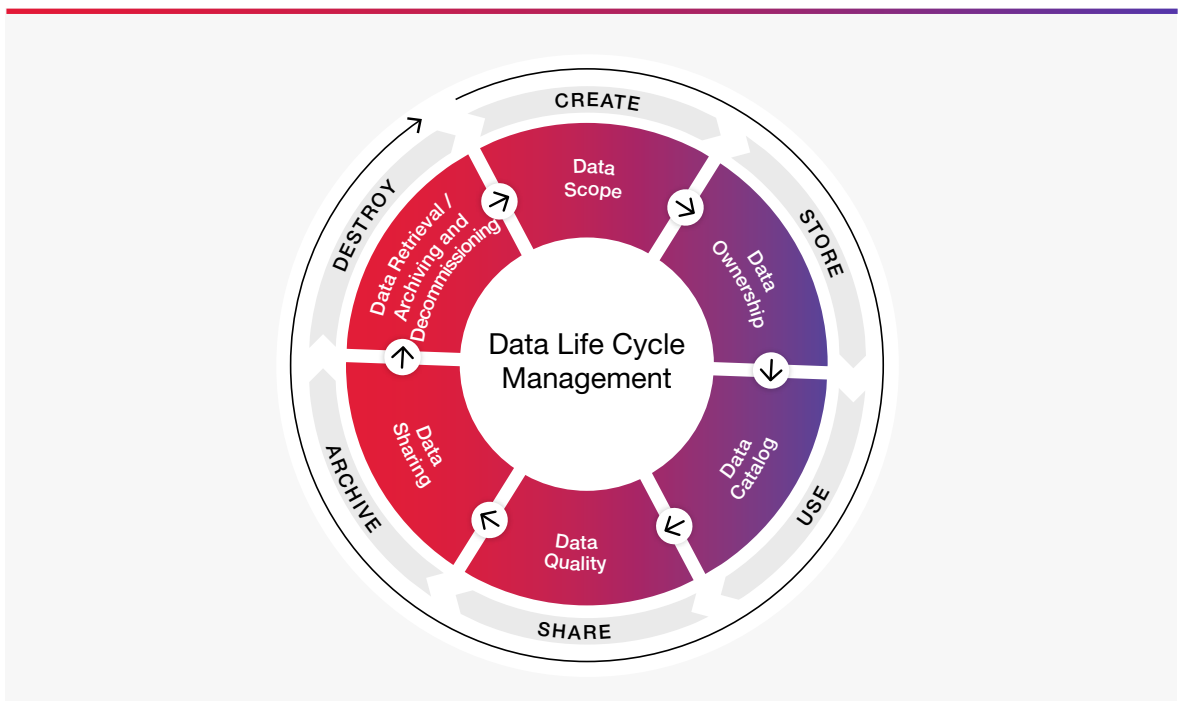 CREATE
Data
Scope
STORE
Data
Ownership
USE
Data
Catalog
SHARE
Data
Quality
ARCHIVE
Data
Sharing
DESTROY
Data Retrieval /
Archiving and
Decommissioning
Data Life Cycle
Management